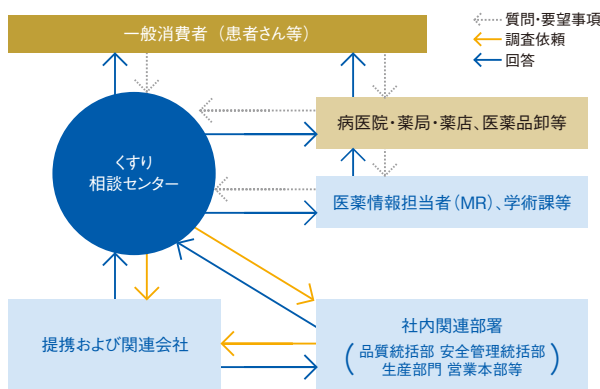 一般消費者（患者さん等）
質問・要望事項
調査依頼
回答
病医院・薬局・薬店、医薬品卸等
くすり
相談センター
医薬情報担当者（MR）、学術課等
提携および関連会社
社内関連部署
（品質統括部 安全管理統括部
生産部門 営業本部等）